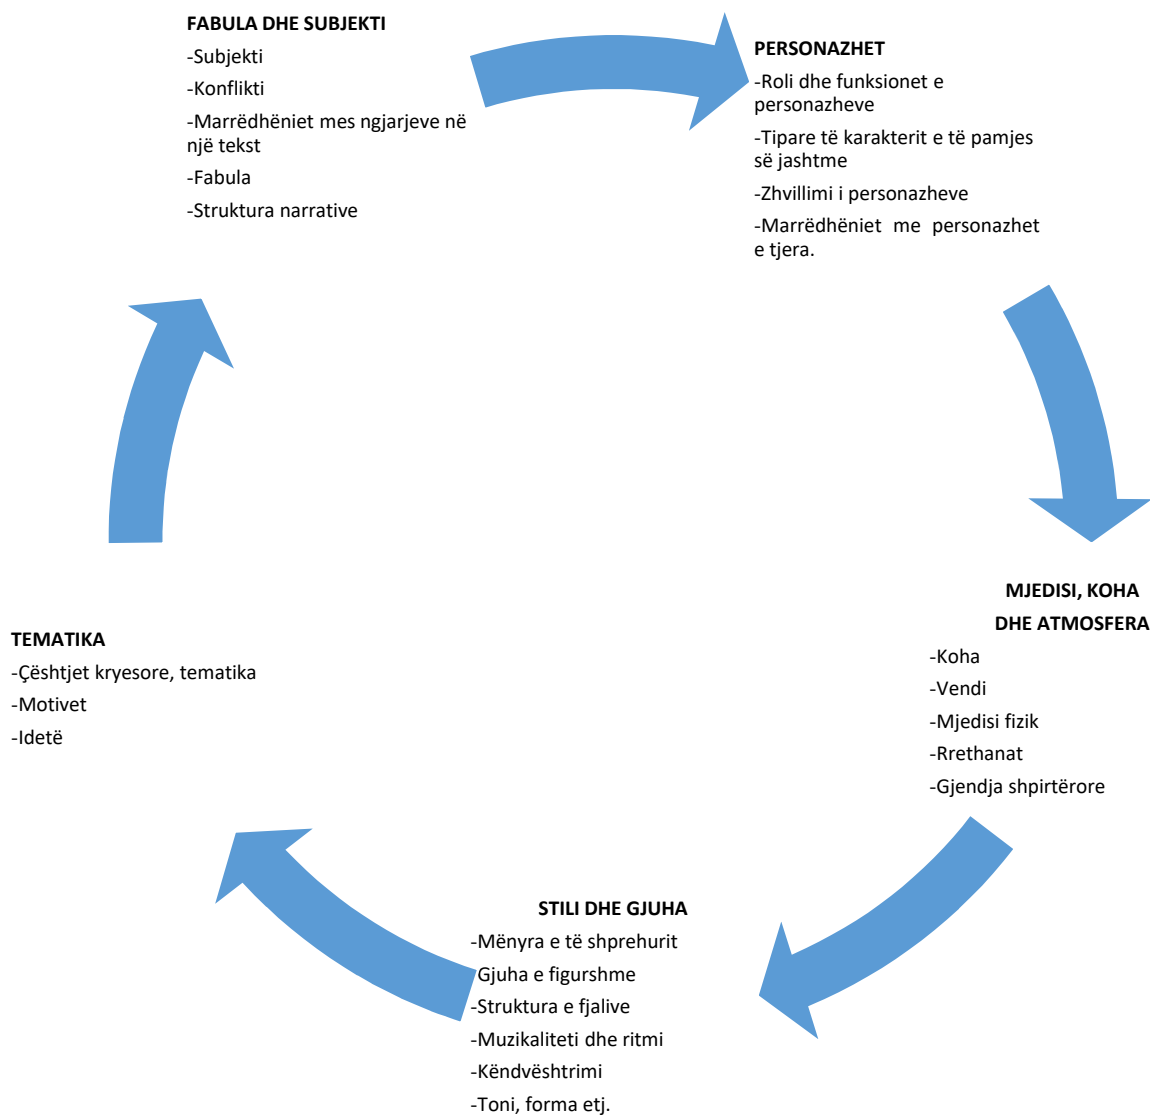 FABULA DHE SUBJEKTI
-Subjekti
-Konflikti
-Marrëdhëniet mes ngjarjeve në
një tekst
-Fabula
-Struktura narrative
PERSONAZHET
-Roli dhe funksionet e
personazheve
-Tipare të karakterit e të pamjes
së jashtme
-Zhvillimi i personazheve
-Marrëdhëniet me personazhet
e tjera.
MJEDISI, KOHA
DHE ATMOSFERA
-Koha
-Vendi
-Mjedisi fizik
-Rrethanat
-Gjendja shpirtërore
STILI DHE GJUHA
-Mënyra e të shprehurit
-Gjuha e figurshme
-Struktura e fjalive
-Muzikaliteti dhe ritmi
-Këndvështrimi
-Toni, forma etj.
TEMATIKA
-Çështjet kryesore, tematika
-Motivet
-Idetë